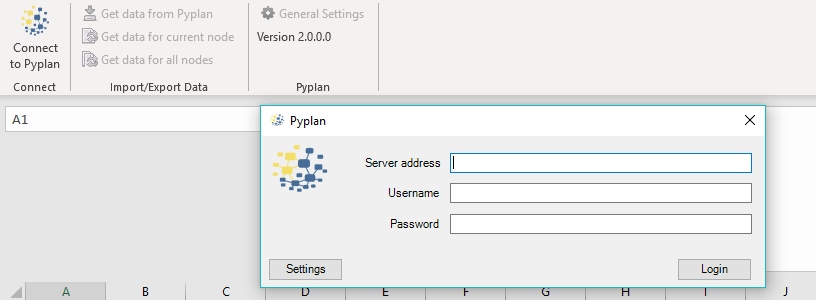 Connect
to Pyplan
Connect
Get data from Pyplan
Get data for current node
Get data for all nodes
Import/Export Data
General Settings
Version 2.0.0.0
Pyplan
A1
Pyplan
Server address
Username
Password
Settings
Login
A B C D E F G H I J